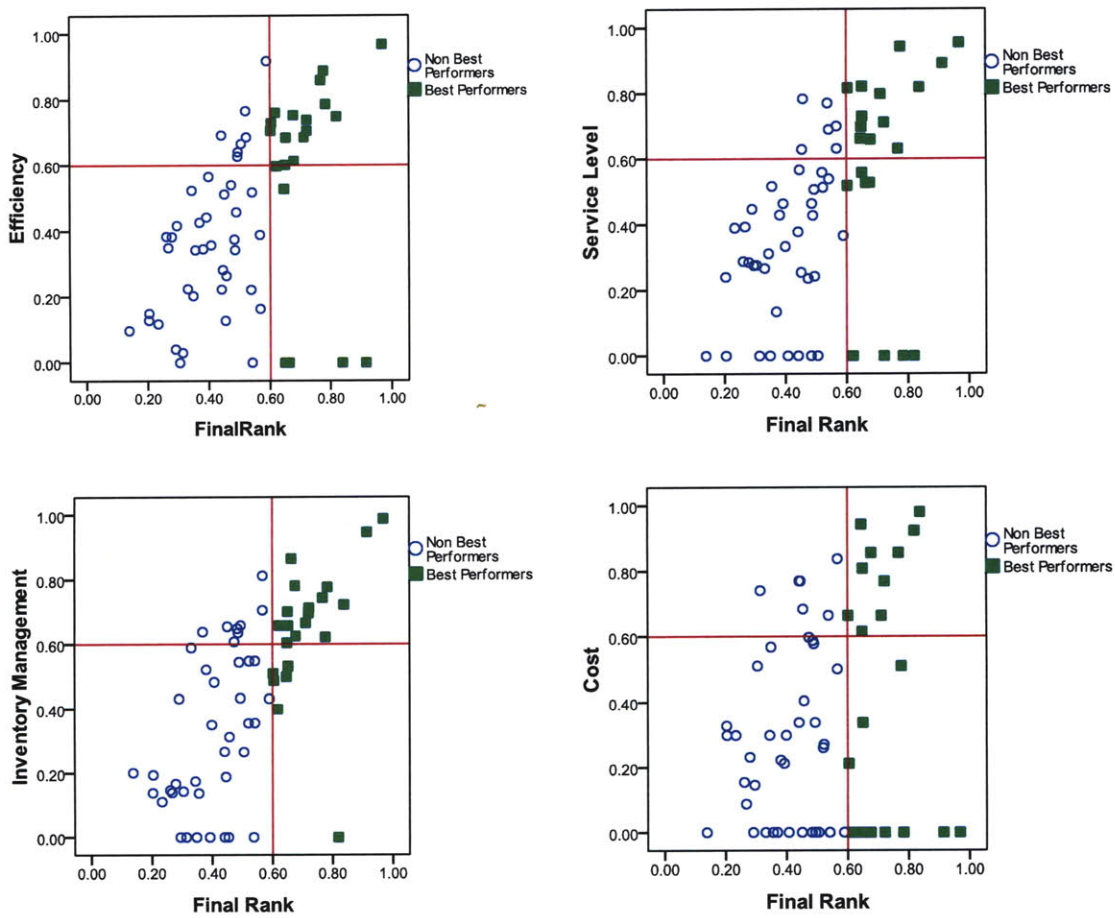 1.00
0.80
0.60
0.40
0.20
0.00
Efficiency
0.00 0.20 0.40 0.60 0.80 1.00
FinalRank
Non Best
Performers
Best Performers
1.00
0.80
0.60
0.40
0.20
0.00
Service Level
0.00 0.20 0.40 0.60 0.80 1.00
Final Rank
Non Best
Performers
Best Performers
1.00
0.80
0.60
0.40
0.20
0.00
Inventory Management
0.00 0.20 0.40 0.60 0.80 1.00
Final Rank
Non Best
Performers
Best Performers
1.00
0.80
0.60
0.40
0.20
0.00
Cost
0.00 0.20 0.40 0.60 0.80 1.00
Final Rank
Non Best
Performers
Best Performers